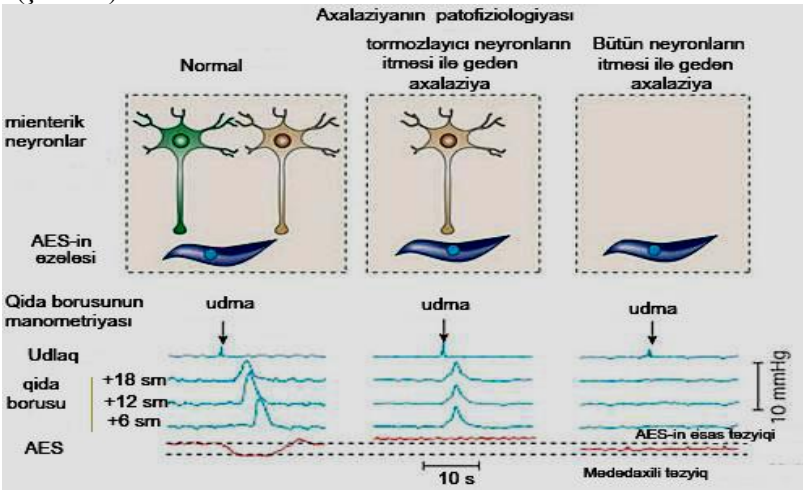 Axalaziyanın patofiziologiyası
Normal
tormozlayıcı neyronların
itməsi ilə gedən
axalaziya
Bütün neyronların
itməsi ilə gedən
axalaziya
mienterik
neyronlar
AES-in
əzələsi
Qida borusunun
manometriyası
udma
udma
udma
Udlaq
qida
borusu
+18 sm
+12 sm
+6 sm
AES
10 mmHg
AES-in əsas təzyiqi
Mədədaxili təzyiq
10 s